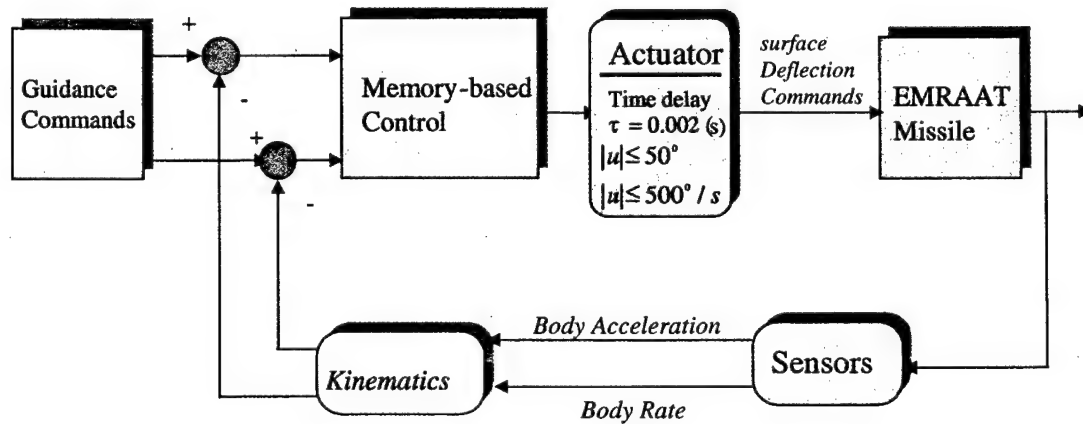 +
-
+
-
Guidance
Commands
Memory-based
Control
Actuator
Time delay
τ = 0.002 (s)
|u| ≤ 50°
|u| ≤ 500° / s
surface
Deflection
Commands
EMRAAT
Missile
Kinematics
Body Acceleration
Body Rate
Sensors